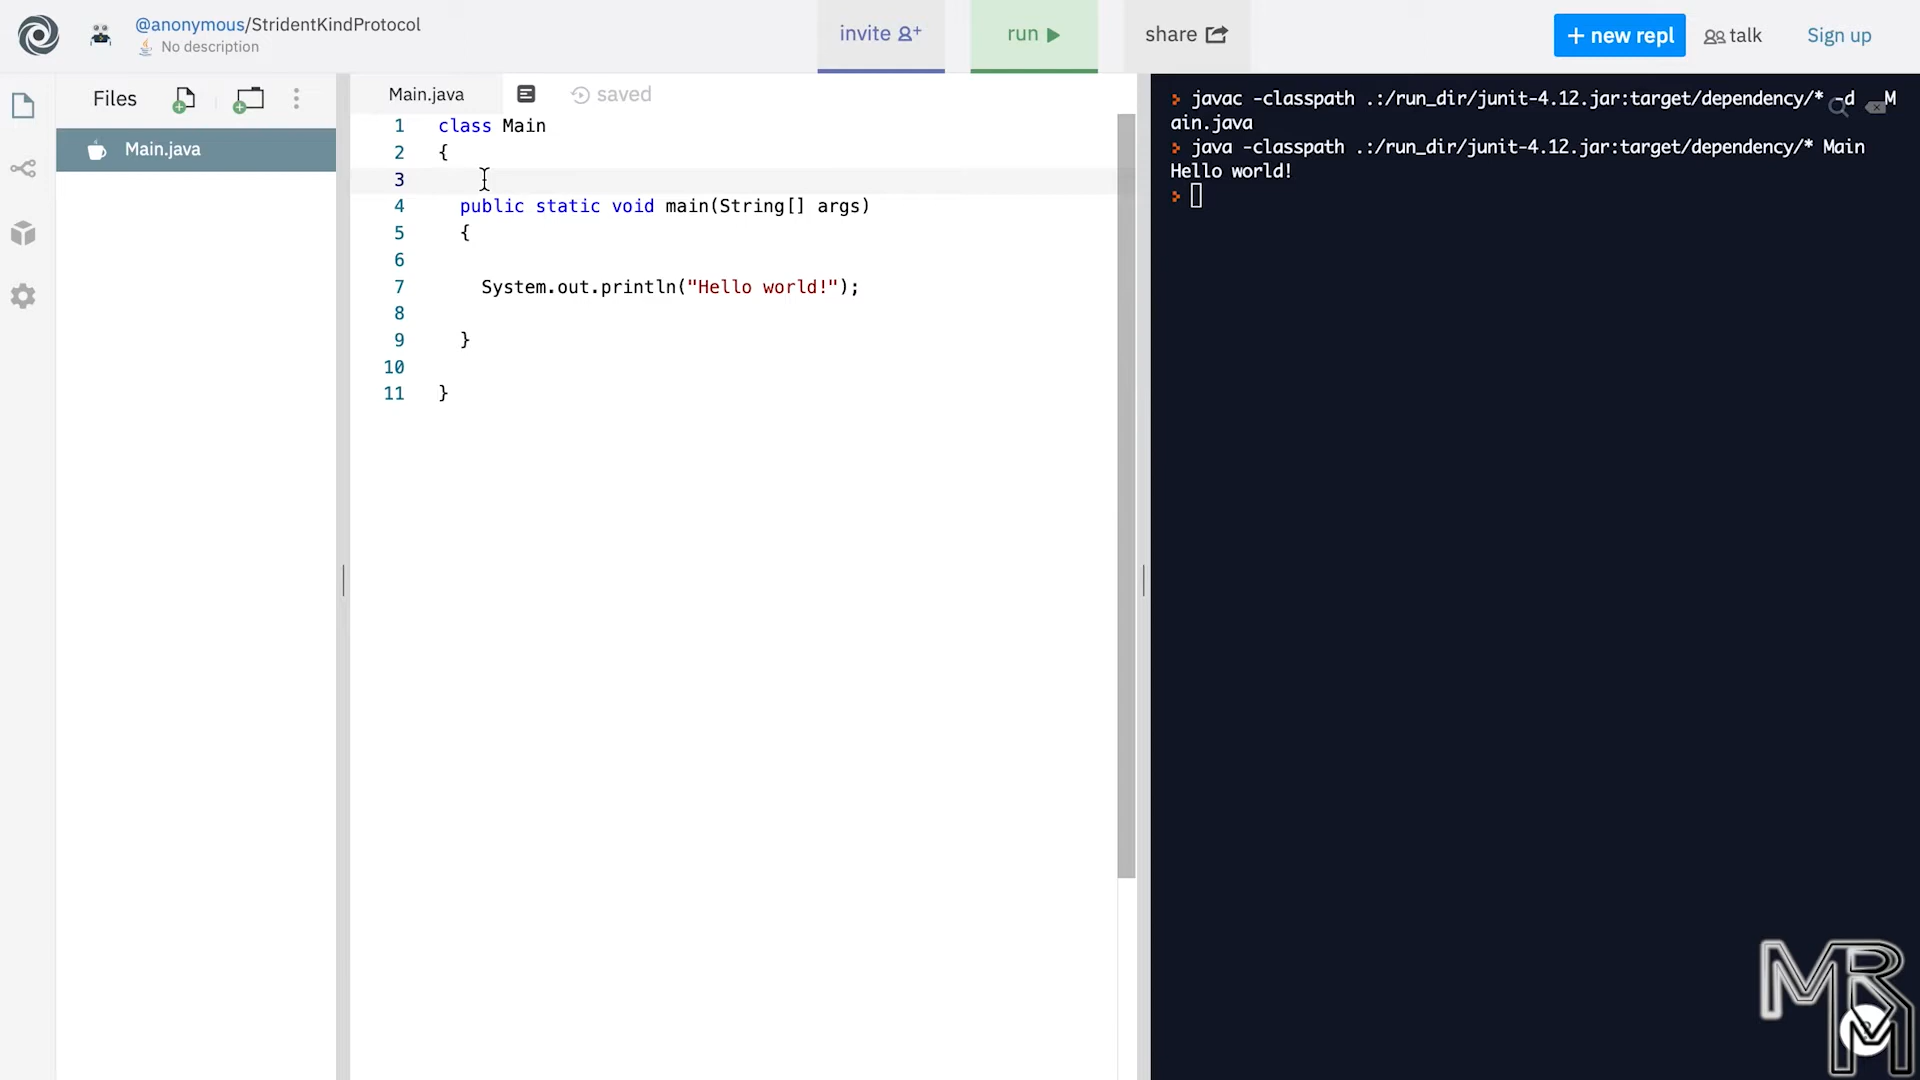 @anonymous/StridentKindProtocol
No description
invite
run
share
+ new repl
talk
Sign up
Files
Main.java
Main.java
saved
1 class Main
2 {
3
4 public static void main(String[] args)
5 {
6
7 System.out.println("Hello world!");
8
9 }
10
11 }
javac -classpath .:/run_dir/junit-4.12.jar:target/dependency/* -d . M
ain.java
java -classpath .:/run_dir/junit-4.12.jar:target/dependency/* Main
Hello world!
MRM